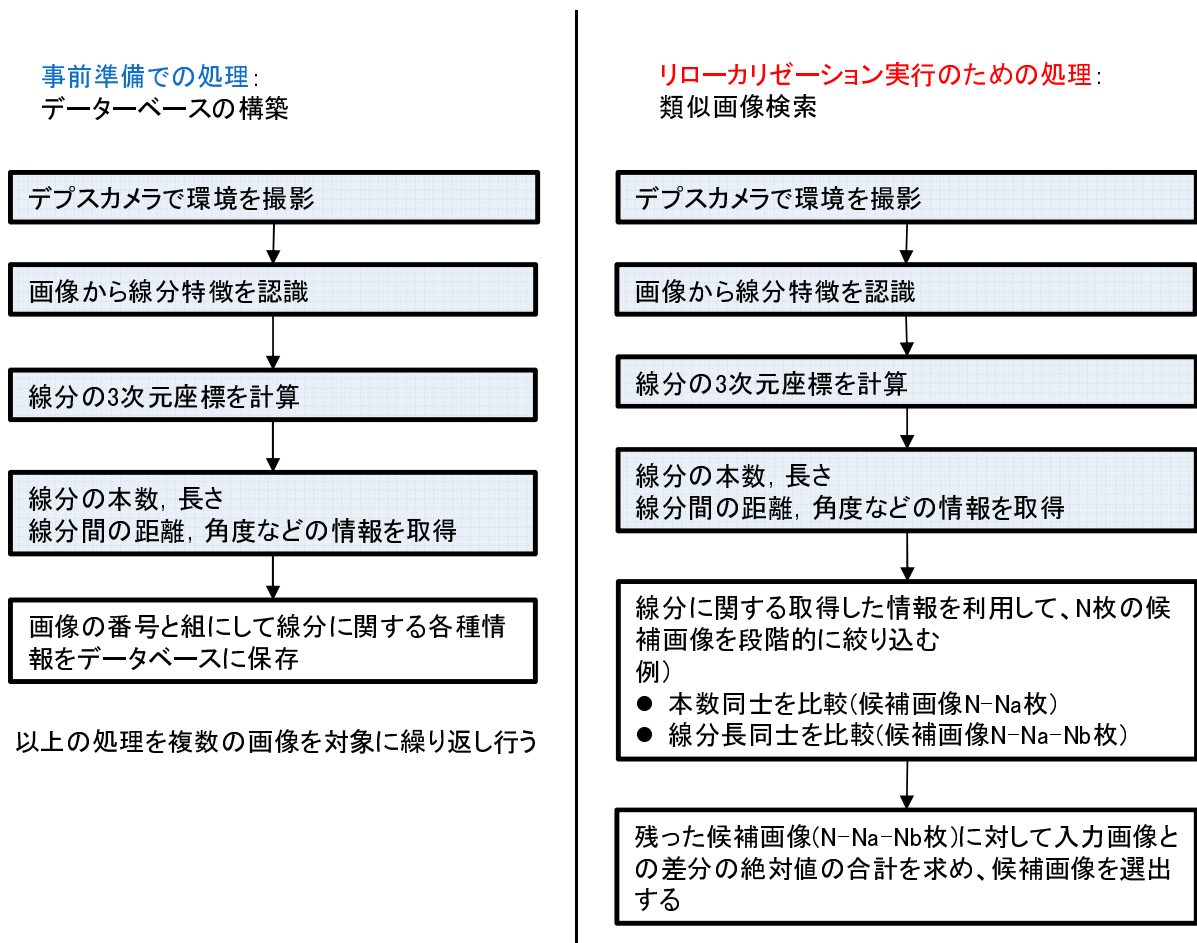 事前準備での処理:
データーベースの構築
デプスカメラで環境を撮影
画像から線分特徴を認識
線分の3次元座標を計算
線分の本数, 長さ
線分間の距離, 角度などの情報を取得
画像の番号と組にして線分に関する各種情
報をデータベースに保存
以上の処理を複数の画像を対象に繰り返し行う
リローカリゼーション実行のための処理:
類似画像検索
デプスカメラで環境を撮影
画像から線分特徴を認識
線分の3次元座標を計算
線分の本数, 長さ
線分間の距離, 角度などの情報を取得
線分に関する取得した情報を利用して、N枚の候
補画像を段階的に絞り込む
例)
● 本数同士を比較(候補画像N-Na枚)
● 線分長同士を比較(候補画像N-Na-Nb枚)
残った候補画像(N-Na-Nb枚)に対して入力画像と
の差分の絶対値の合計を求め、候補画像を選出
する